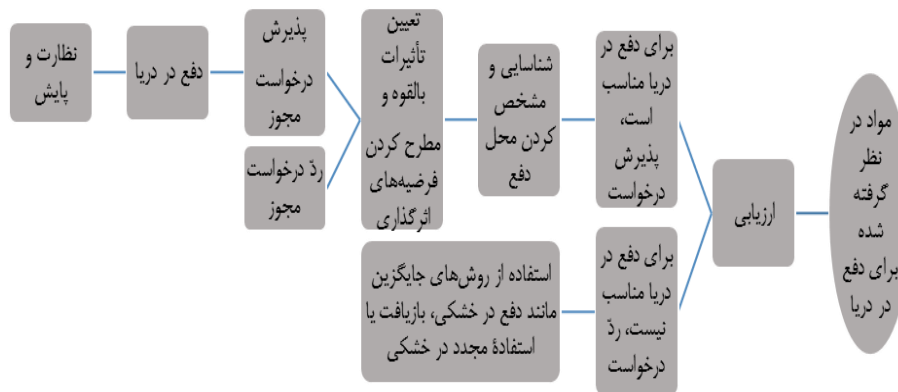 مواد در
نظر
گرفته
شده
برای دفع
در دریا
ارزیابی
برای دفع در
دریا مناسب
است،
پذیرش
درخواست
شناسایی و
مشخص
کردن محل
دفع
تعیین
تأثیرات
بالقوه و
مطرح کردن
فرضیه‌های
اثرگذاری
پذیرش
درخواست
مجوز
دفع در دریا
نظارت و
پایش
ردّ درخواست
مجوز
برای دفع در
دریا مناسب
نیست، ردّ
درخواست
استفاده از روش‌های جایگزین
مانند دفع در خشکی، بازیافت یا
استفادهٔ مجدد در خشکی